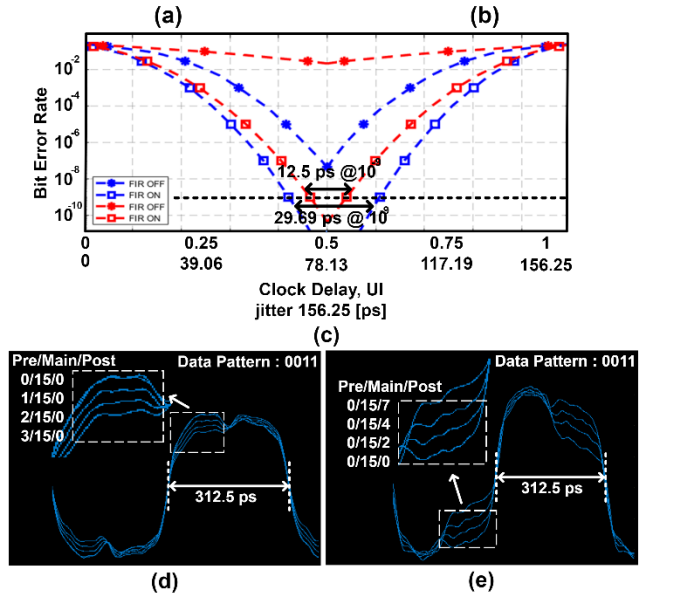 (a)
(b)
Bit Error Rate
10^-2
10^-4
10^-6
10^-8
10^-10
FIR OFF
FIR ON
FIR OFF
FIR ON
12.5 ps @10^-9
29.69 ps @10^-9
0 0.25 0.5 0.75 1
0 39.06 78.13 117.19 156.25
Clock Delay, UI
jitter 156.25 [ps]
(c)
Pre/Main/Post
0/15/0
1/15/0
2/15/0
3/15/0
Data Pattern : 0011
312.5 ps
(d)
Data Pattern : 0011
Pre/Main/Post
0/15/7
0/15/4
0/15/2
0/15/0
312.5 ps
(e)